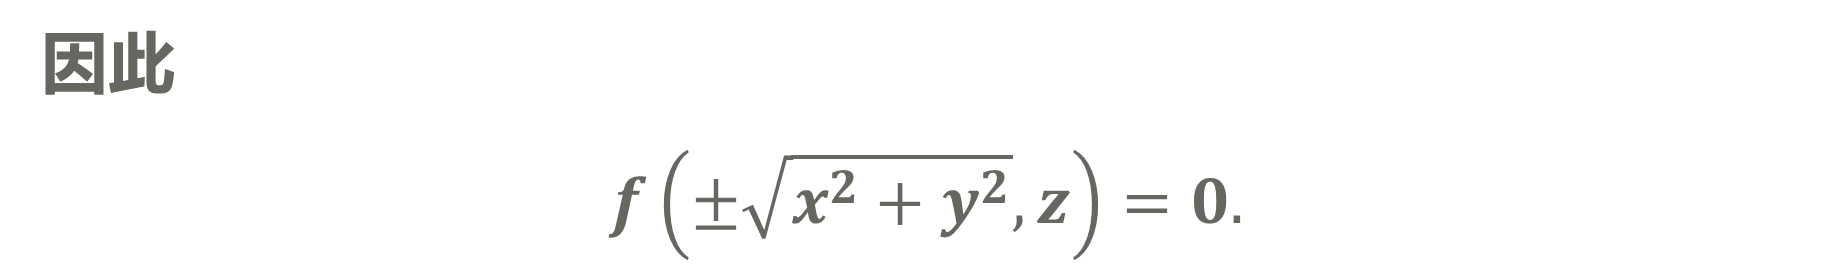 因此
f(±√(x²+y²), z) = 0.